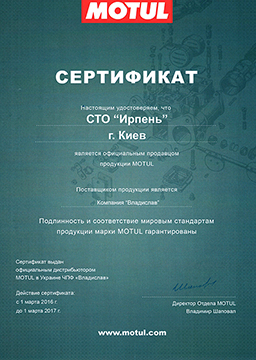 MOTUL
СЕРТИФИКАТ
Настоящим удостоверяем, что
СТО “Ирпень”
г. Киев
является официальным продавцом
продукции MOTUL
Поставщиком продукции является
Компания “Владислав”
Подлинность и соответствие мировым стандартам
продукции марки MOTUL гарантированы
Сертификат выдан
официальным дистрибьютором
MOTUL в Украине ЧПФ «Владислав»
Действие сертификата:
с 1 марта 2016 г.
до 1 марта 2017 г.
Директор Отдела MOTUL
Владимир Шаповал
www.motul.com